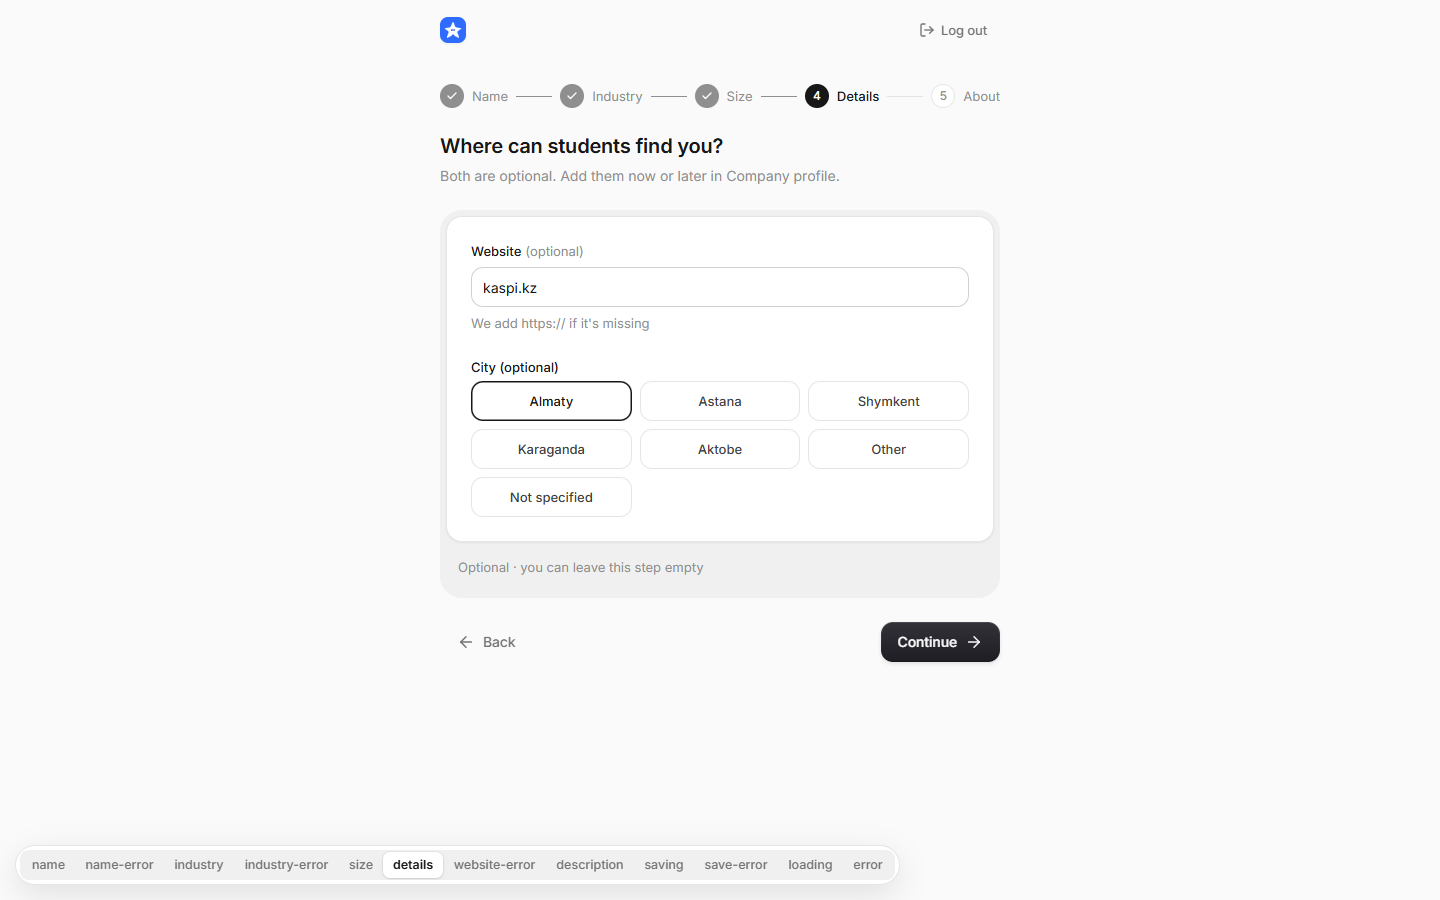 Log out
Name Industry Size 4 Details 5 About
Where can students find you?
Both are optional. Add them now or later in Company profile.
Website (optional)
kaspi.kz
We add https:// if it's missing
City (optional)
Almaty Astana Shymkent
Karaganda Aktobe Other
Not specified
Optional · you can leave this step empty
Back Continue
name name-error industry industry-error size details website-error description saving save-error loading error